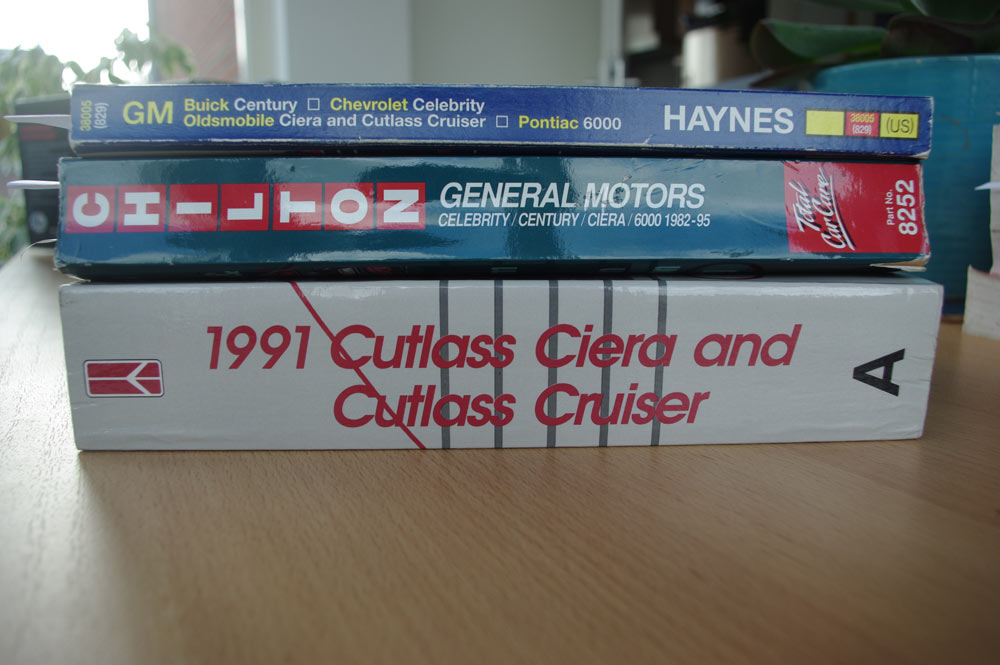 38005
(829)
GM
Buick Century □ Chevrolet Celebrity
Oldsmobile Ciera and Cutlass Cruiser □ Pontiac 6000
HAYNES
38005
(829)
(US)
CHILTON
GENERAL MOTORS
CELEBRITY / CENTURY / CIERA / 6000 1982-95
Total
Car Care
Part No.
8252
1991 Cutlass Ciera and
Cutlass Cruiser
A